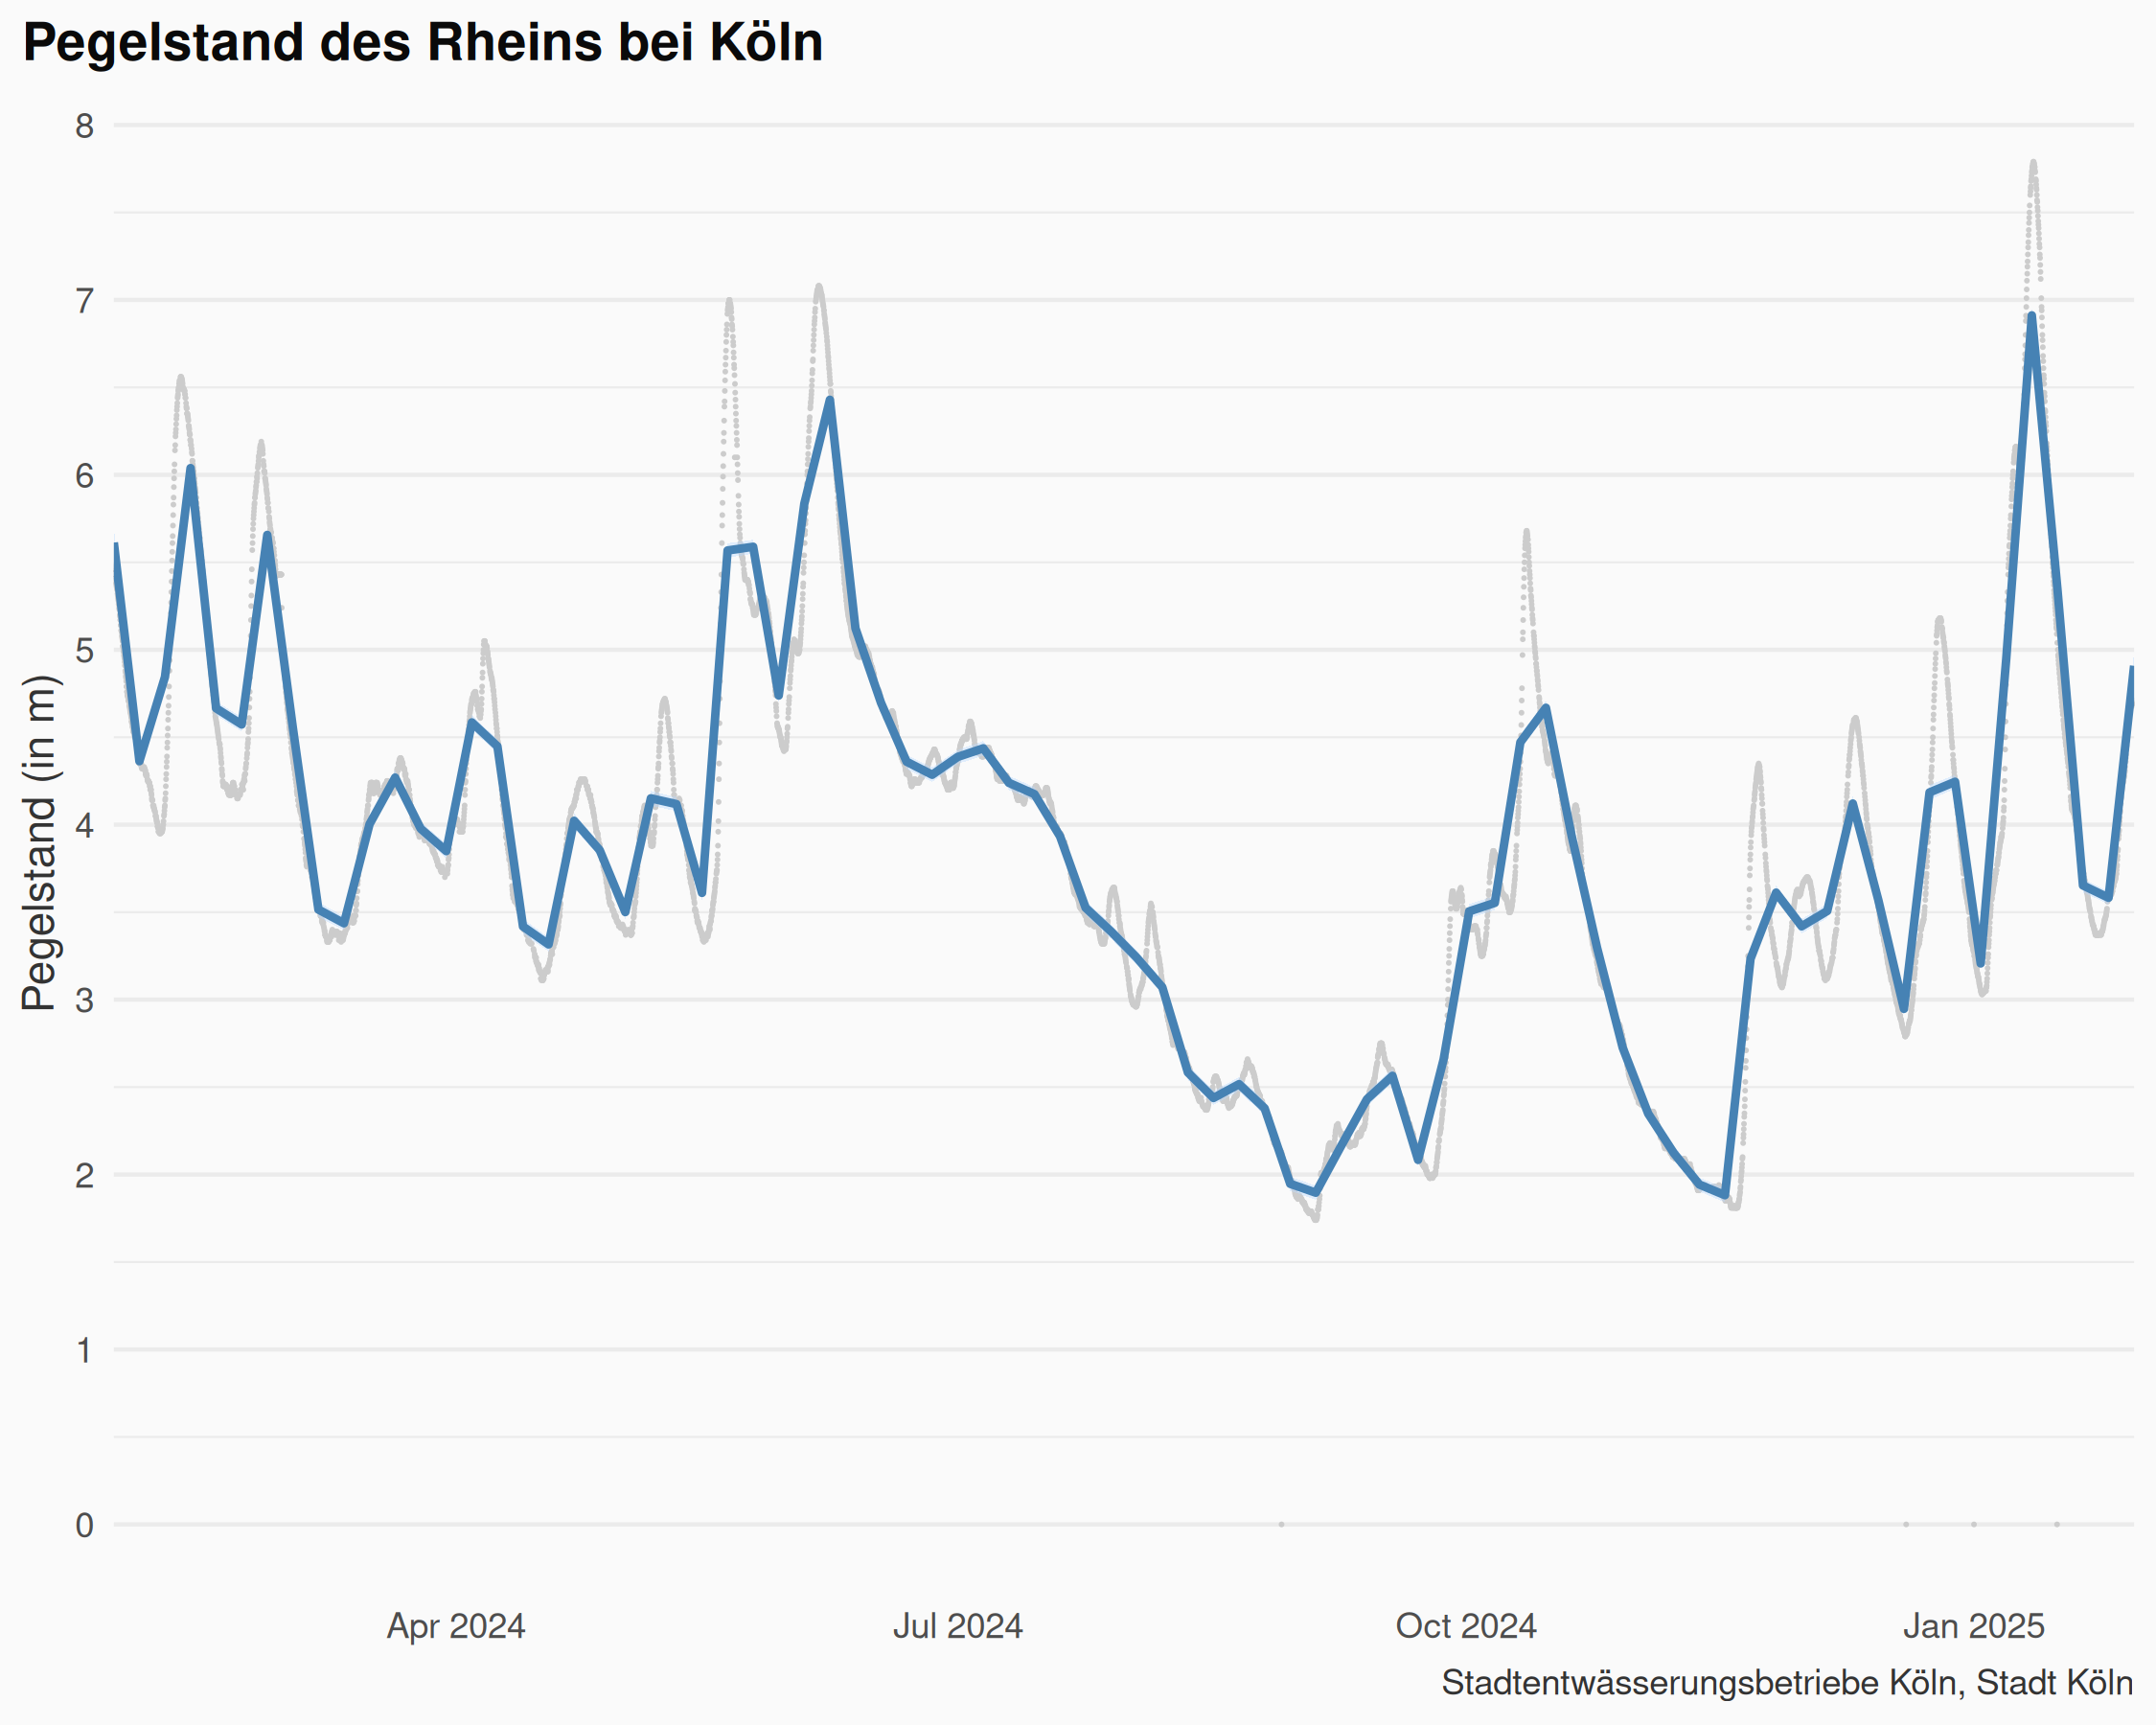 Pegelstand des Rheins bei Köln
Pegelstand (in m)
8
7
6
5
4
3
2
1
0
Apr 2024 Jul 2024 Oct 2024 Jan 2025
Stadtentwässerungsbetriebe Köln, Stadt Köln